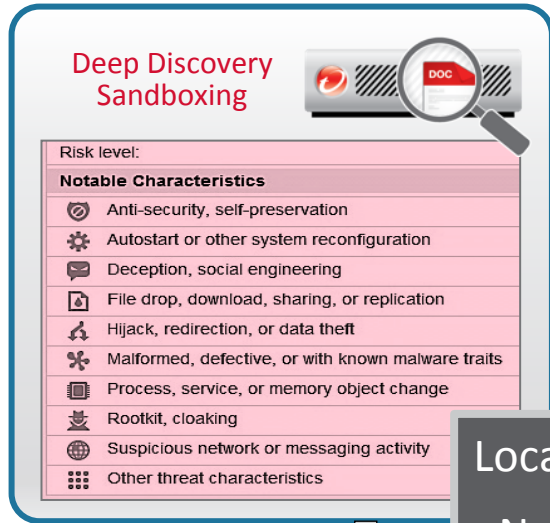 Deep Discovery
Sandboxing
DOC
Risk level:
Notable Characteristics
Anti-security, self-preservation
Autostart or other system reconfiguration
Deception, social engineering
File drop, download, sharing, or replication
Hijack, redirection, or data theft
Malformed, defective, or with known malware traits
Process, service, or memory object change
Rootkit, cloaking
Suspicious network or messaging activity
Other threat characteristics
Loca